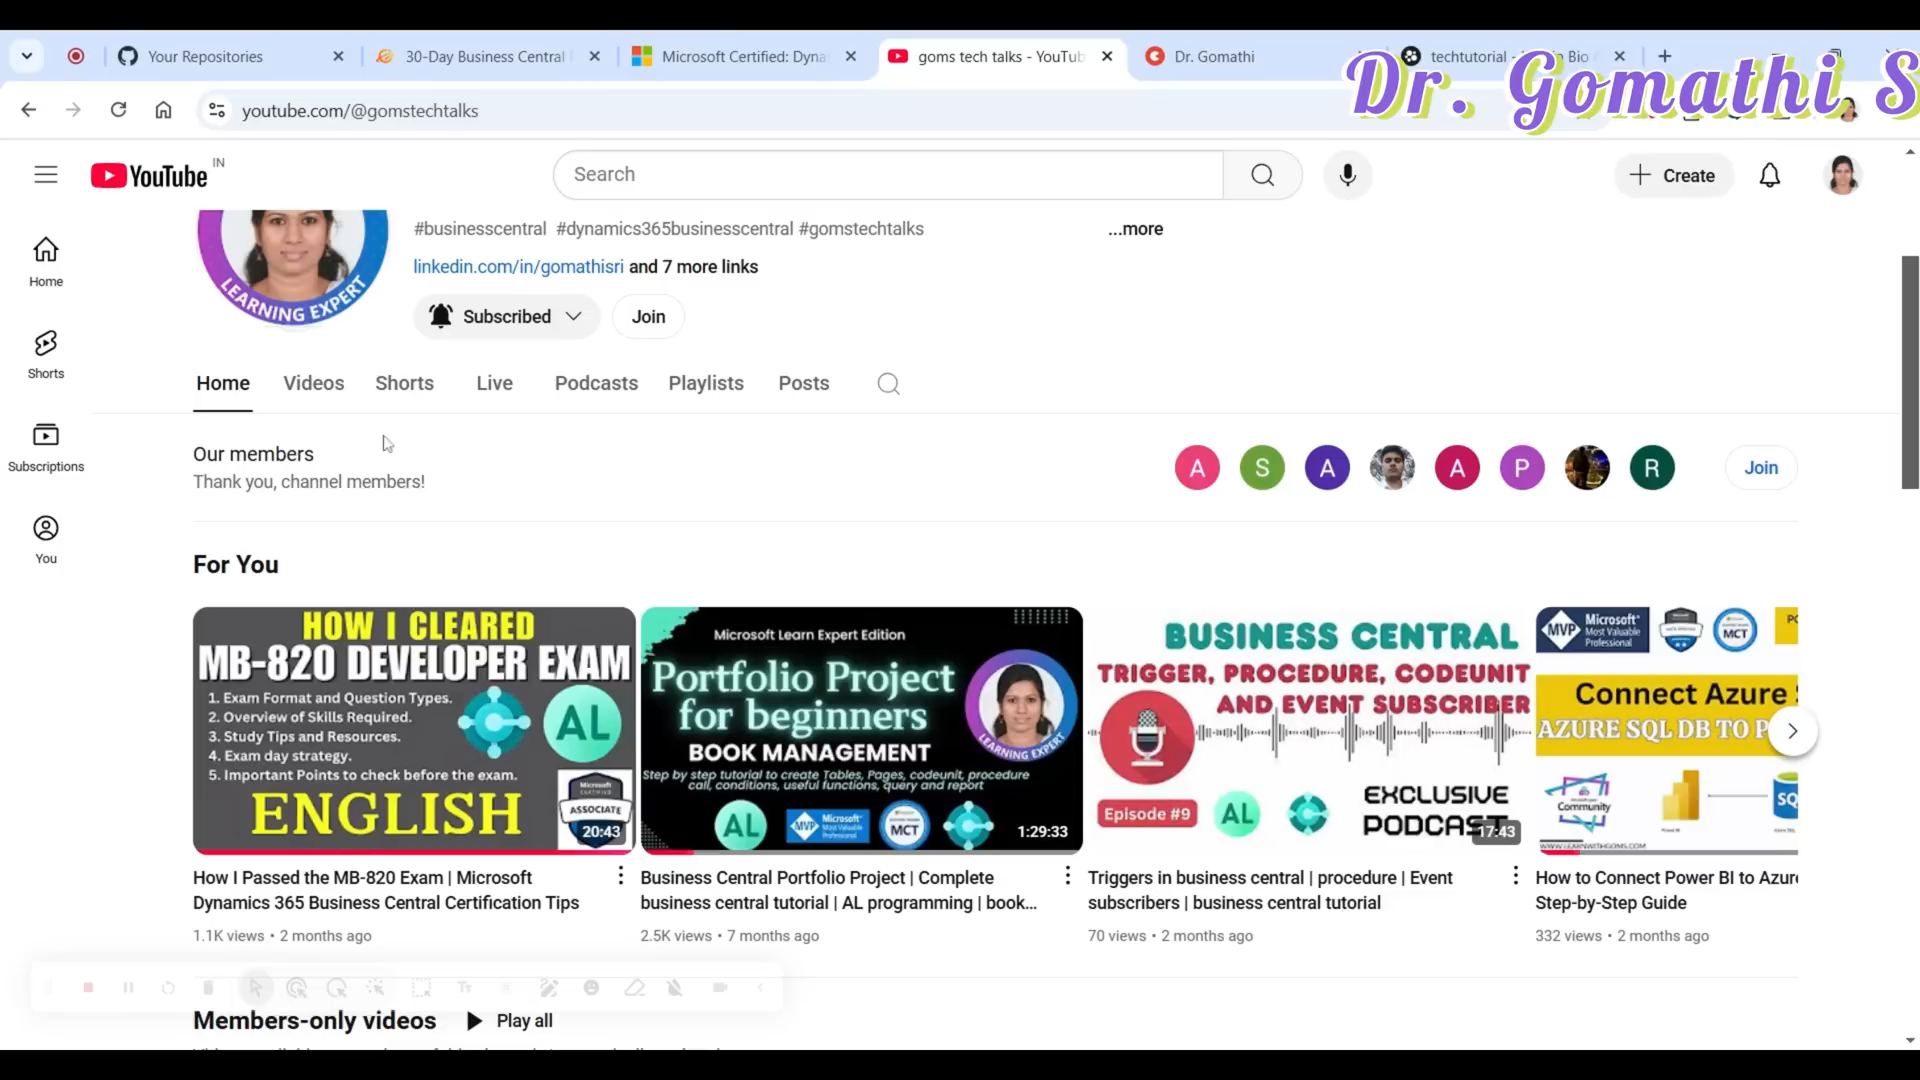 Your Repositories
30-Day Business Central
Microsoft Certified: Dyna
goms tech talks - YouTub
Dr. Gomathi
techtutorial
Bio
Dr. Gomathi S
youtube.com/@gomstechtalks
YouTube IN
Search
Create
#businesscentral #dynamics365businesscentral #gomstechtalks
...more
linkedin.com/in/gomathisri and 7 more links
Subscribed
Join
LEARNING EXPERT
Home
Shorts
Subscriptions
You
Home Videos Shorts Live Podcasts Playlists Posts
Our members
Thank you, channel members!
A S A A P R
Join
For You
HOW I CLEARED
MB-820 DEVELOPER EXAM
1. Exam Format and Question Types.
2. Overview of Skills Required.
3. Study Tips and Resources.
4. Exam day strategy.
5. Important Points to check before the exam.
ENGLISH
AL
Microsoft
ASSOCIATE
20:43
Microsoft Learn Expert Edition
Portfolio Project
for beginners
BOOK MANAGEMENT
Step by step tutorial to create Tables, Pages, codeunit, procedure
call, conditions, useful functions, query and report
LEARNING EXPERT
AL
MVP Microsoft
MCT
1:29:33
BUSINESS CENTRAL
TRIGGER, PROCEDURE, CODEUNIT
AND EVENT SUBSCRIBER
Episode #9
AL
EXCLUSIVE
PODCAST
17:43
MVP Microsoft
Most Valuable
Professional
MCT
PO
Connect Azure S
AZURE SQL DB TO P
Community
SQ
WWW.LEARNWITHGOMS.COM
How I Passed the MB-820 Exam | Microsoft
Dynamics 365 Business Central Certification Tips
1.1K views • 2 months ago
Business Central Portfolio Project | Complete
business central tutorial | AL programming | book...
2.5K views • 7 months ago
Triggers in business central | procedure | Event
subscribers | business central tutorial
70 views • 2 months ago
How to Connect Power BI to Azure
Step-by-Step Guide
332 views • 2 months ago
Tт
Members-only videos
Play all